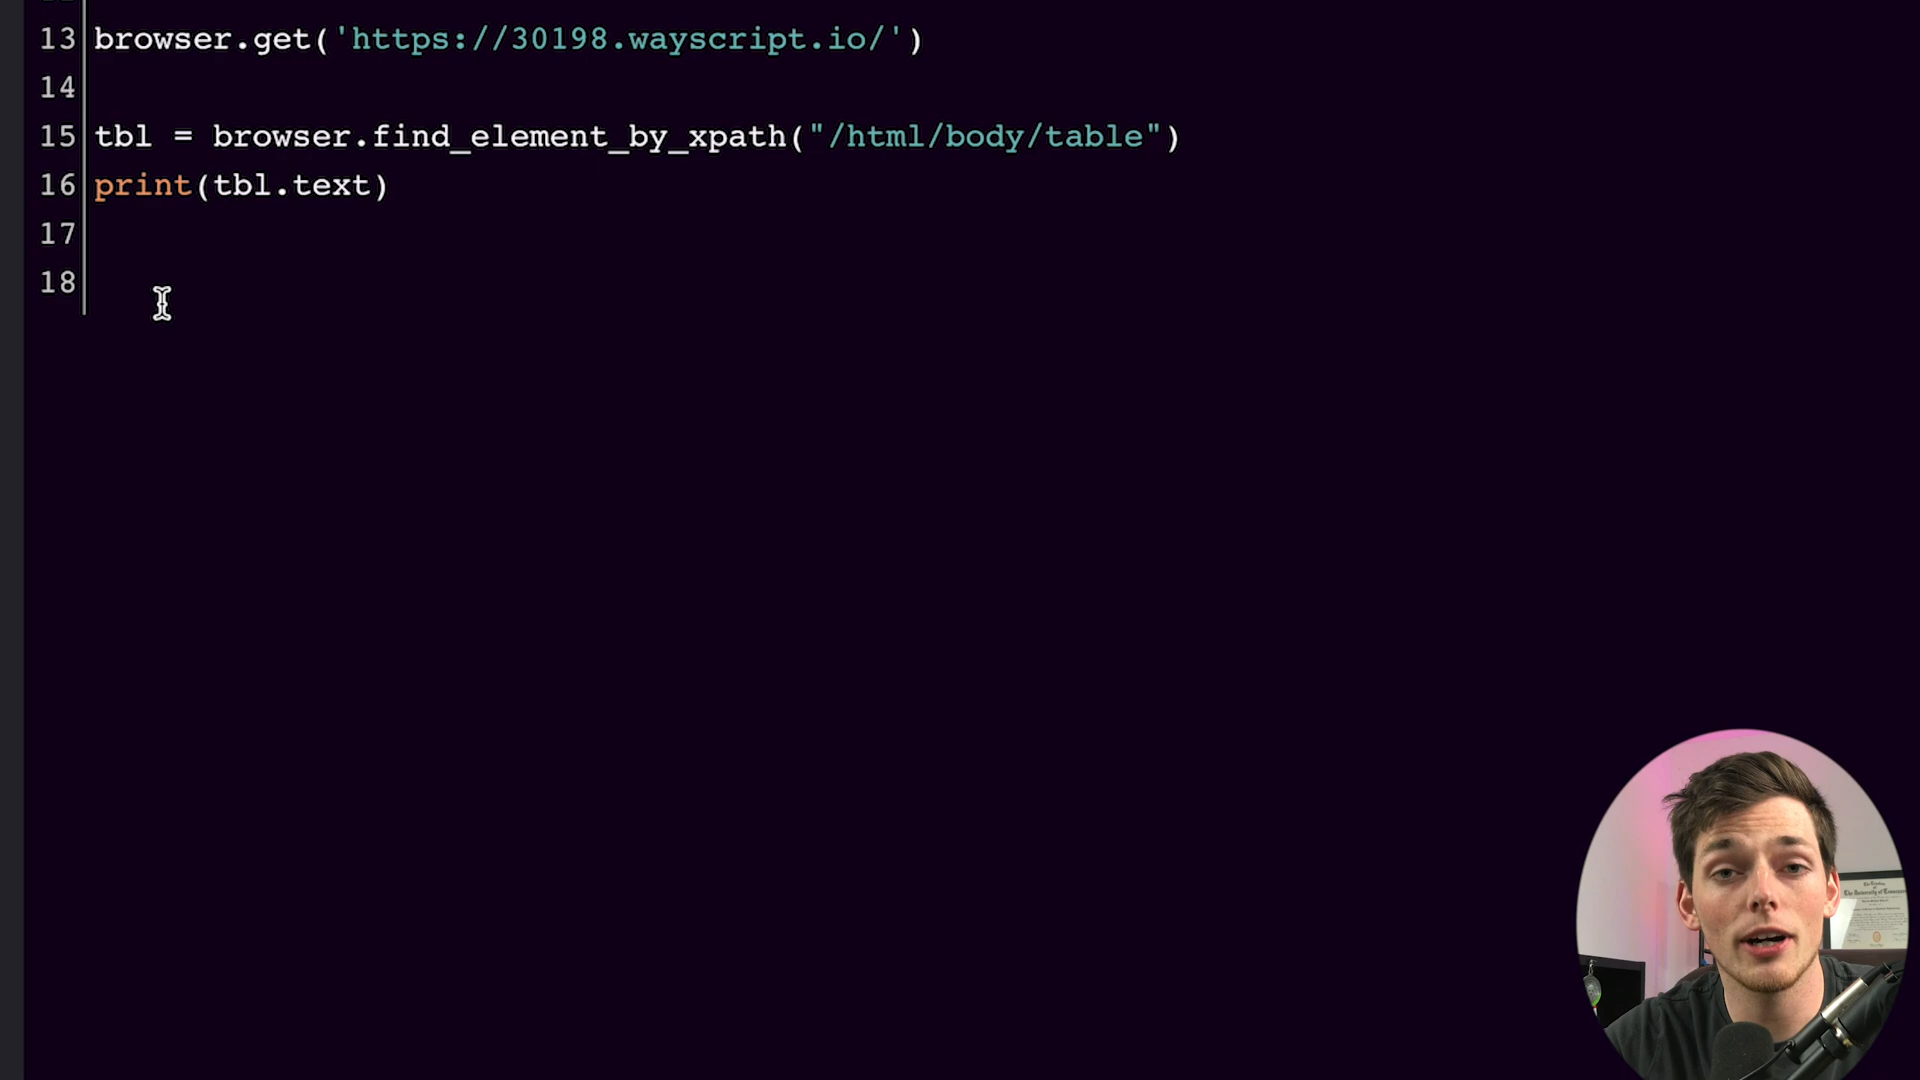 13 browser.get('https://30198.wayscript.io/')
14
15 tbl = browser.find_element_by_xpath("/html/body/table")
16 print(tbl.text)
17
18